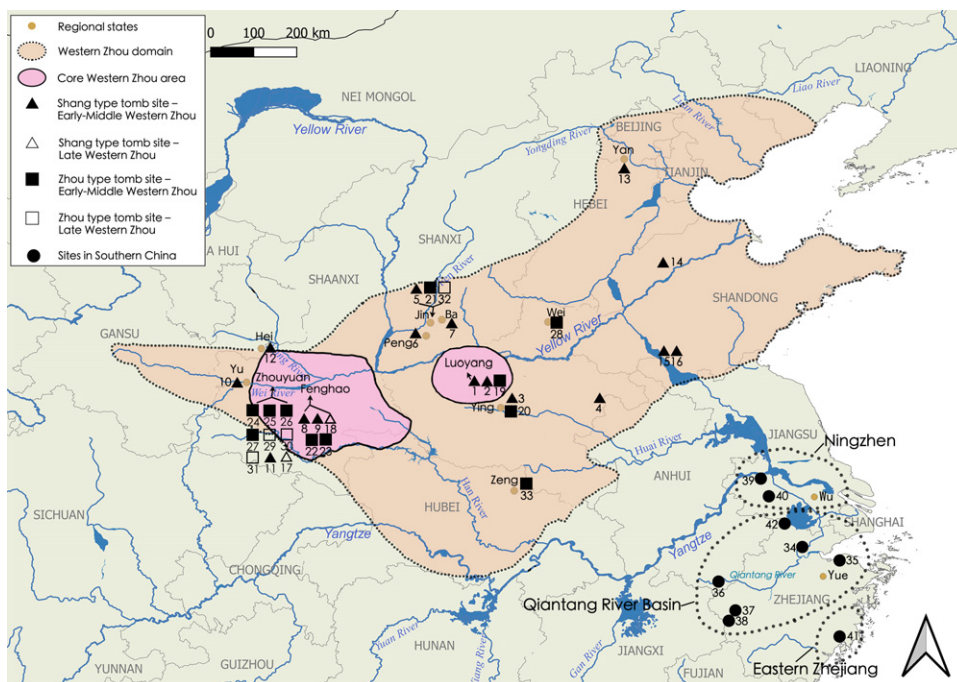 Regional states
Western Zhou domain
Core Western Zhou area
Shang type tomb site –
Early-Middle Western Zhou
Shang type tomb site –
Late Western Zhou
Zhou type tomb site –
Early-Middle Western Zhou
Zhou type tomb site –
Late Western Zhou
Sites in Southern China
0 100 200 km
LIAONING
Liao River
NEI MONGOL
BEIJING
Yellow River
Yongding River
Yan
13
TIANJIN
HEBEI
SHANXI
14
SHAANXI
SHANDONG
5 21 32
Jin
Ba
7
Peng
6
Wei
28
Yellow River
GANSU
Hei
12
15 16
Yu
10
Zhouyuan
Wei River
Fenghao
Luoyang
1 2 19
3
Ying
20
4
24 25 26
8 9 18
27 29 30
22 23
31 11 17
Huai River
JIANGSU
Ningzhen
ANHUI
Zeng
33
Han River
HUBEI
39
40
Wu
SICHUAN
Yangtze
42
SHANGHAI
Yangtze
34
35
CHONGQING
Qiantang River
Yue
36
ZHEJIANG
Qiantang River Basin
37
38
41
HUNAN
Yuan River
Gan River
JIANGXI
Eastern Zhejiang
GUIZHOU
YUNNAN
FUJIAN